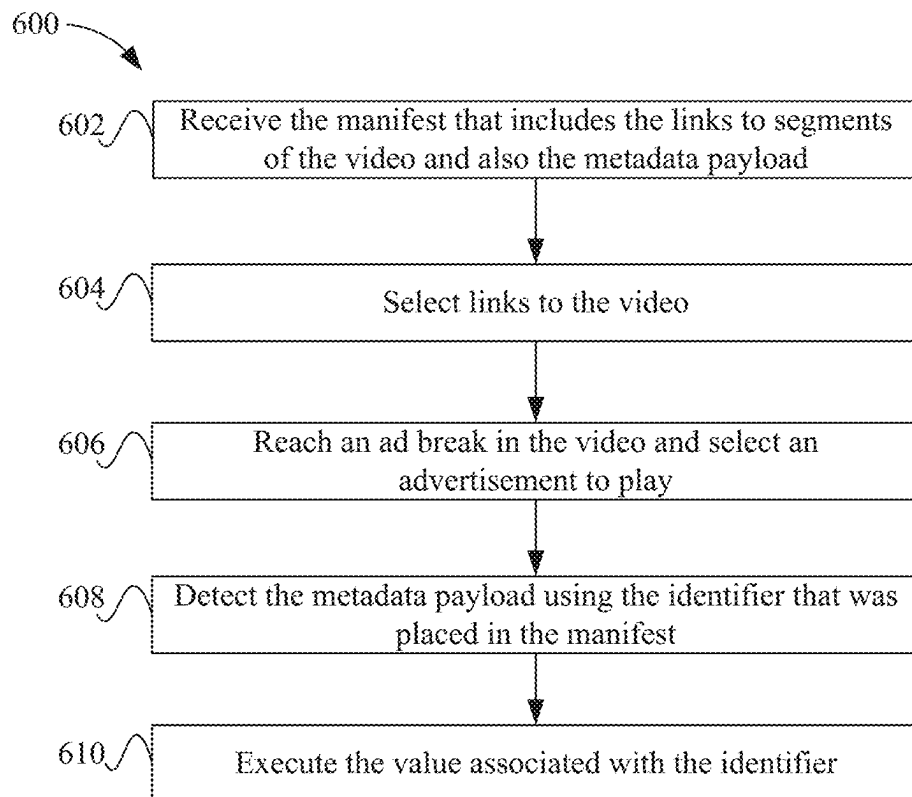 600
602
Receive the manifest that includes the links to segments
of the video and also the metadata payload
604
Select links to the video
606
Reach an ad break in the video and select an
advertisement to play
608
Detect the metadata payload using the identifier that was
placed in the manifest
610
Execute the value associated with the identifier